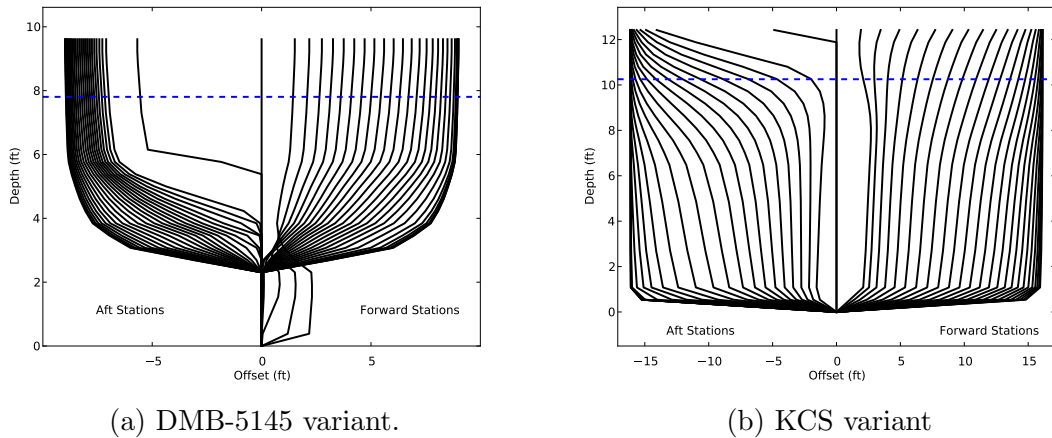 10
8
6
4
2
0
Depth (ft)
Aft Stations
Forward Stations
−5
0
5
Offset (ft)
(a) DMB-5145 variant.
12
10
8
6
4
2
0
Depth (ft)
Aft Stations
Forward Stations
−15
−10
−5
0
5
10
15
Offset (ft)
(b) KCS variant